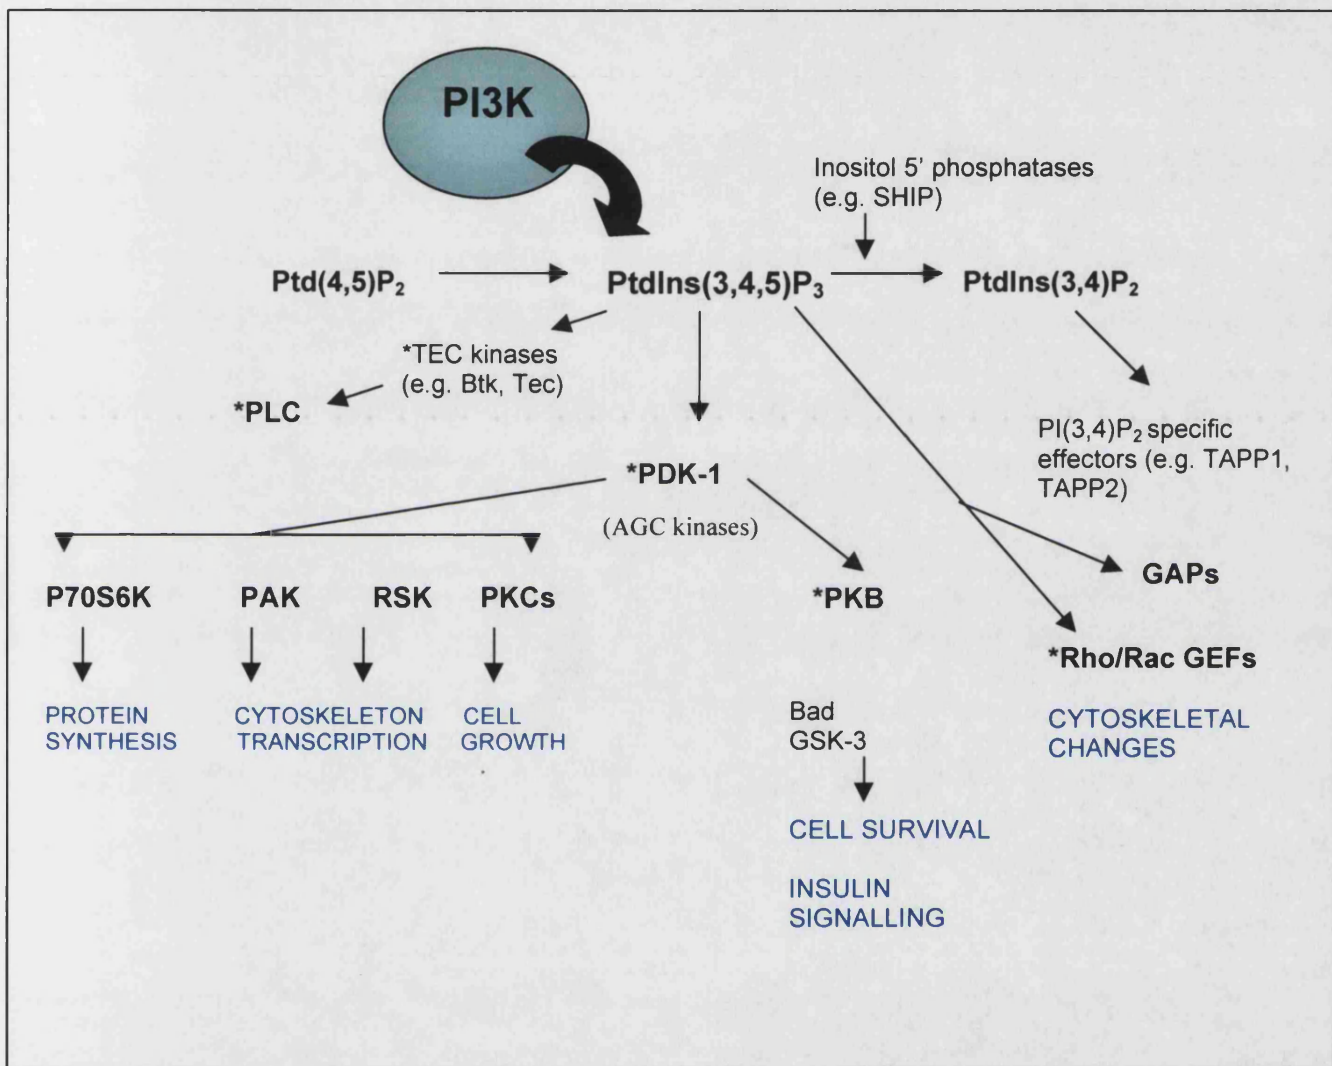 PI3K
Inositol 5' phosphatases
(e.g. SHIP)
Ptd(4,5)P₂
PtdIns(3,4,5)P₃
PtdIns(3,4)P₂
*TEC kinases
(e.g. Btk, Tec)
*PLC
PI(3,4)P₂ specific
effectors (e.g. TAPP1,
TAPP2)
*PDK-1
(AGC kinases)
GAPs
P70S6K
PAK
RSK
PKCs
*PKB
*Rho/Rac GEFs
PROTEIN
SYNTHESIS
CYTOSKELETON
TRANSCRIPTION
CELL
GROWTH
Bad
GSK-3
CYTOSKELETAL
CHANGES
CELL SURVIVAL
INSULIN
SIGNALLING